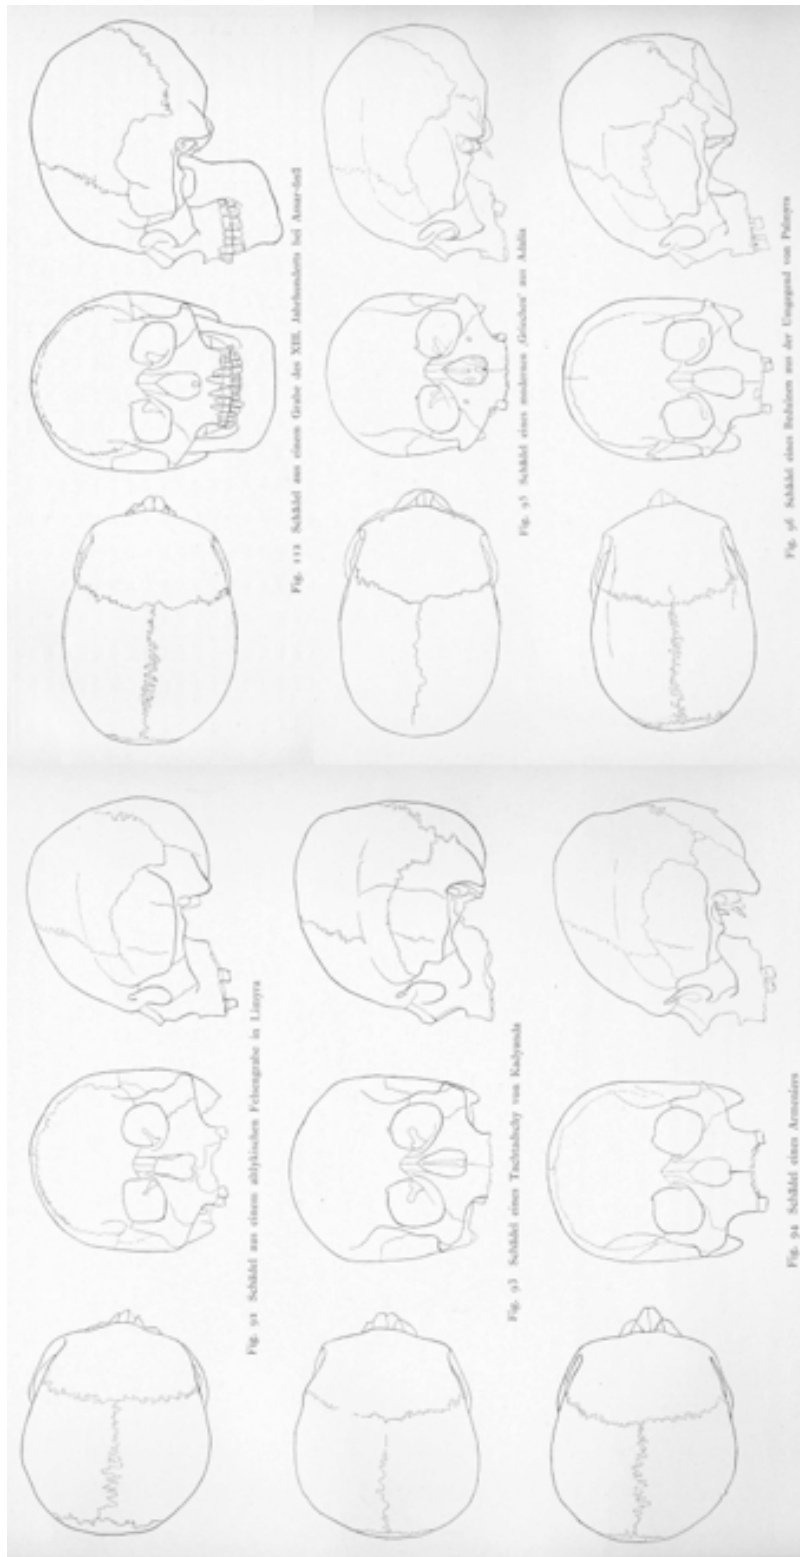 Fig. 112 Schädel aus einem Grabe des XIII. Jahrhunderts bei
Fig. 95 Schädel eines modernen ‚Griechen‘ aus Adalia
Fig. 96 Schädel eines Beduinen aus der Umgegend von Palmyra
Fig. 92 Schädel aus einem altlykischen Felsengrabe in Limyra
Fig. 93 Schädel eines Tachtadschy von Kadyanda
Fig. 94 Schädel eines Armeniers